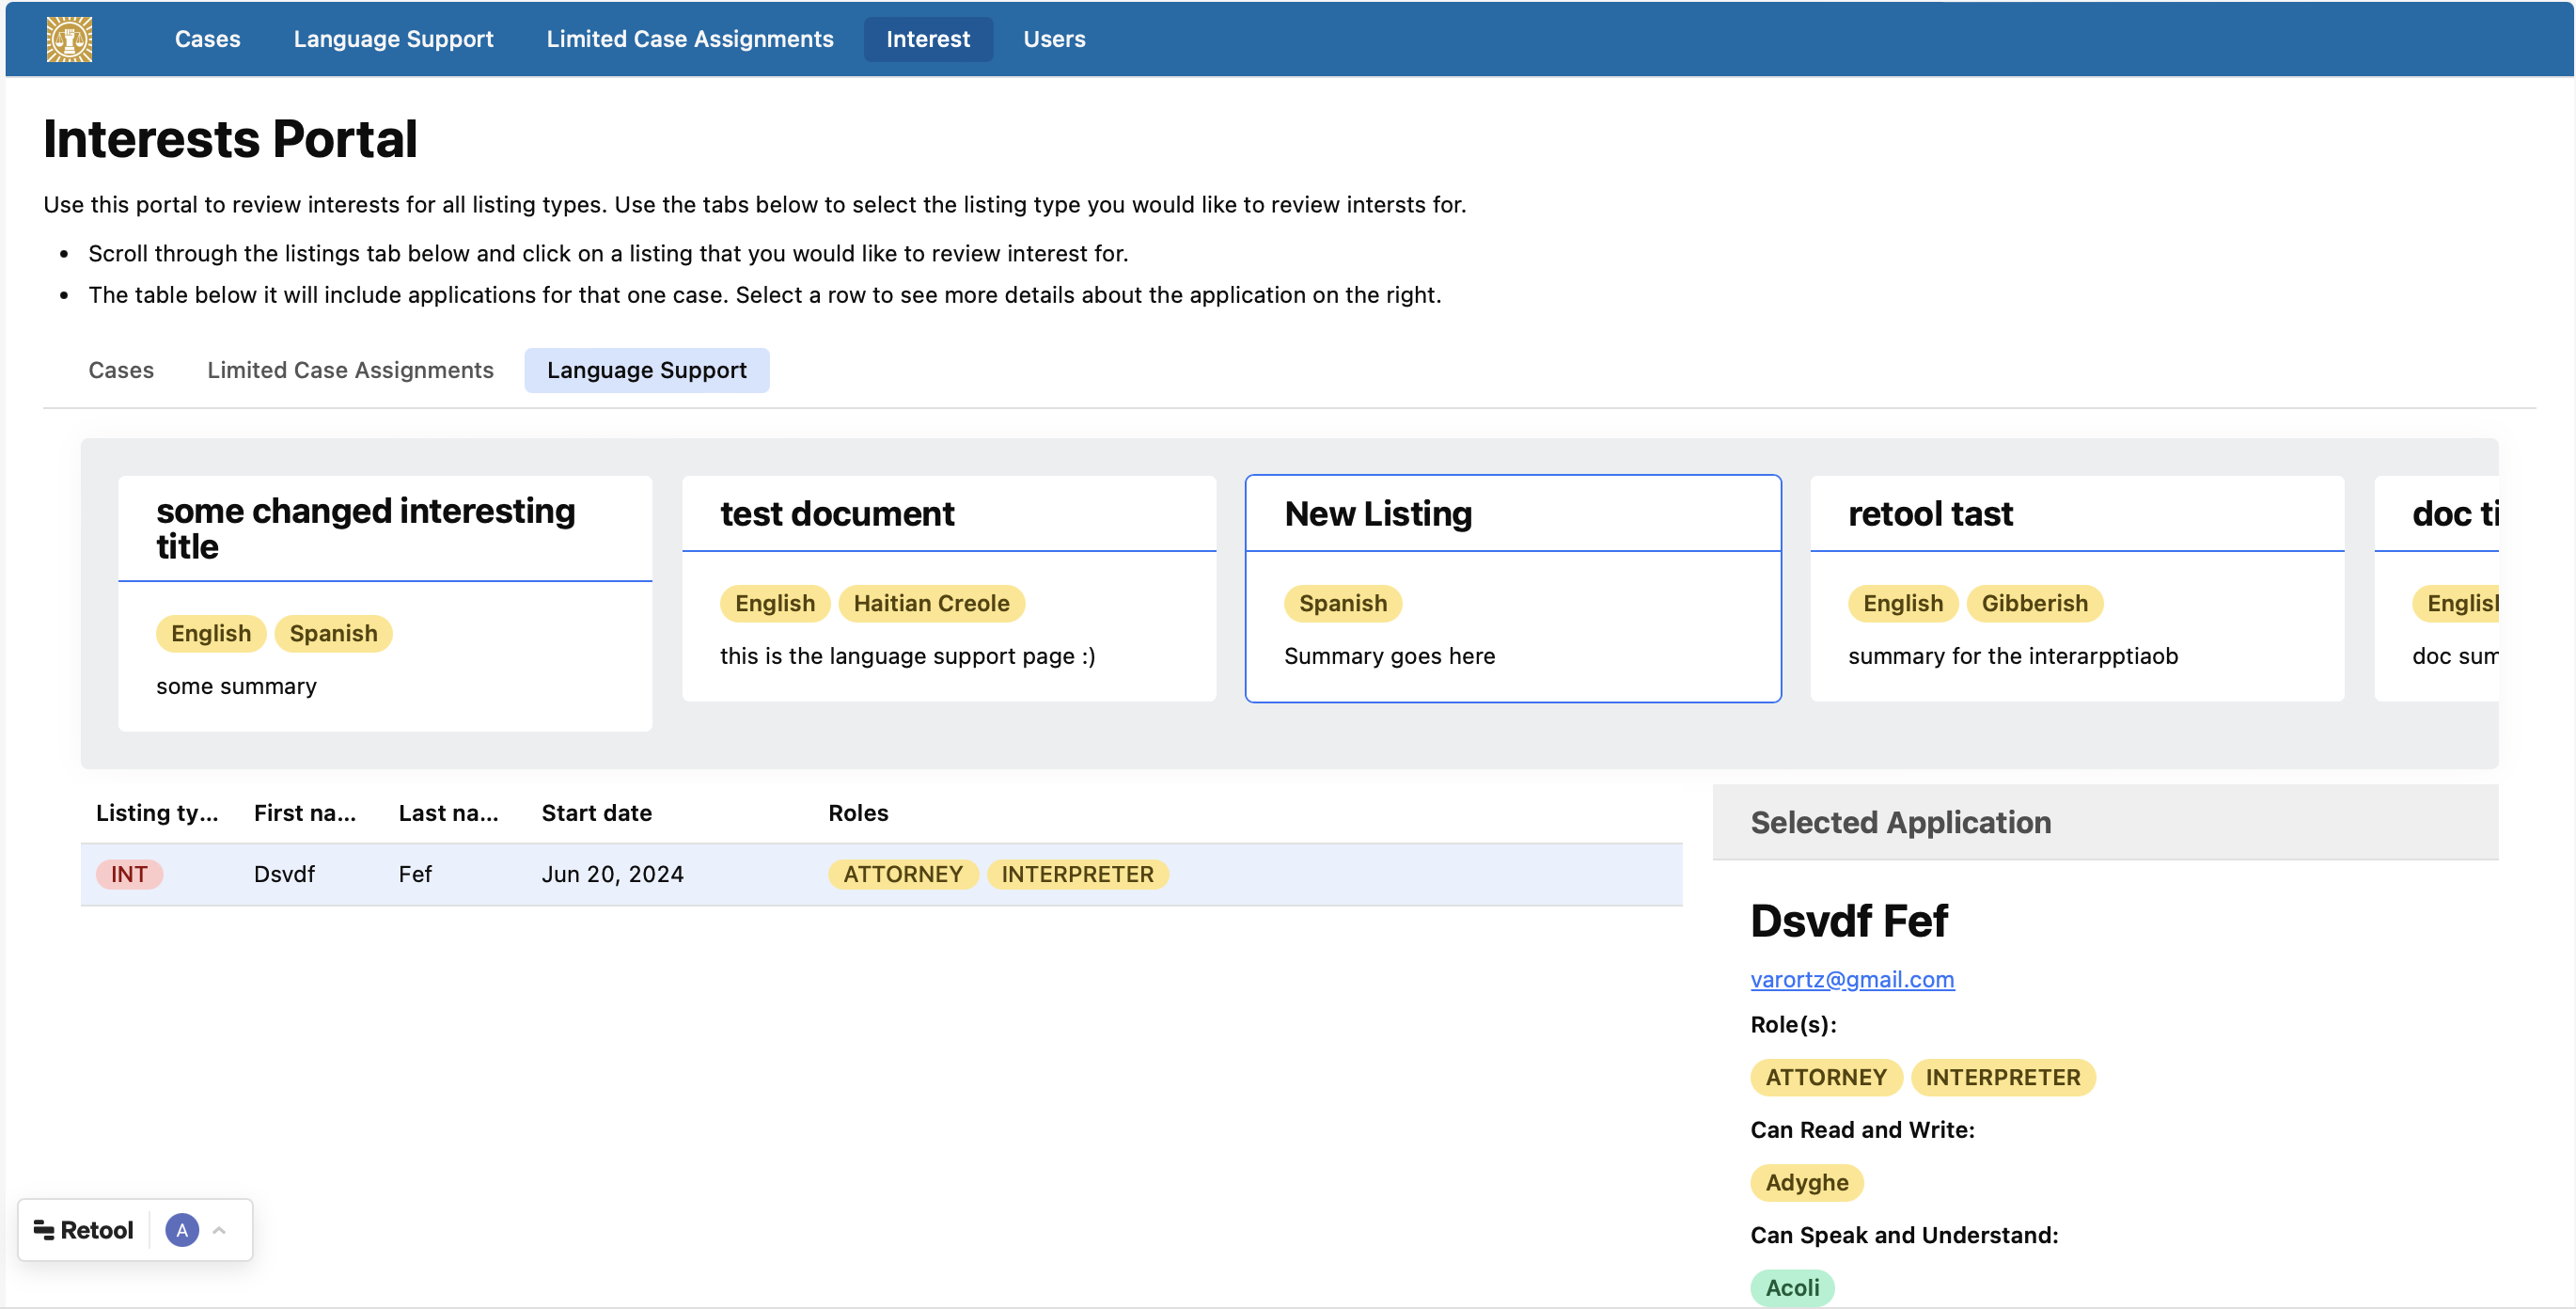 Cases Language Support Limited Case Assignments Interest Users
Interests Portal
Use this portal to review interests for all listing types. Use the tabs below to select the listing type you would like to review intersts for.
• Scroll through the listings tab below and click on a listing that you would like to review interest for.
• The table below it will include applications for that one case. Select a row to see more details about the application on the right.
Cases Limited Case Assignments Language Support
some changed interesting
title
English Spanish
some summary
test document
English Haitian Creole
this is the language support page :)
New Listing
Spanish
Summary goes here
retool tast
English Gibberish
summary for the interarpptiaob
doc ti
English
doc sum
Listing ty... First na... Last na... Start date Roles
INT Dsvdf Fef Jun 20, 2024 ATTORNEY INTERPRETER
Selected Application
Dsvdf Fef
varortz@gmail.com
Role(s):
ATTORNEY INTERPRETER
Can Read and Write:
Adyghe
Can Speak and Understand:
Acoli
Retool A